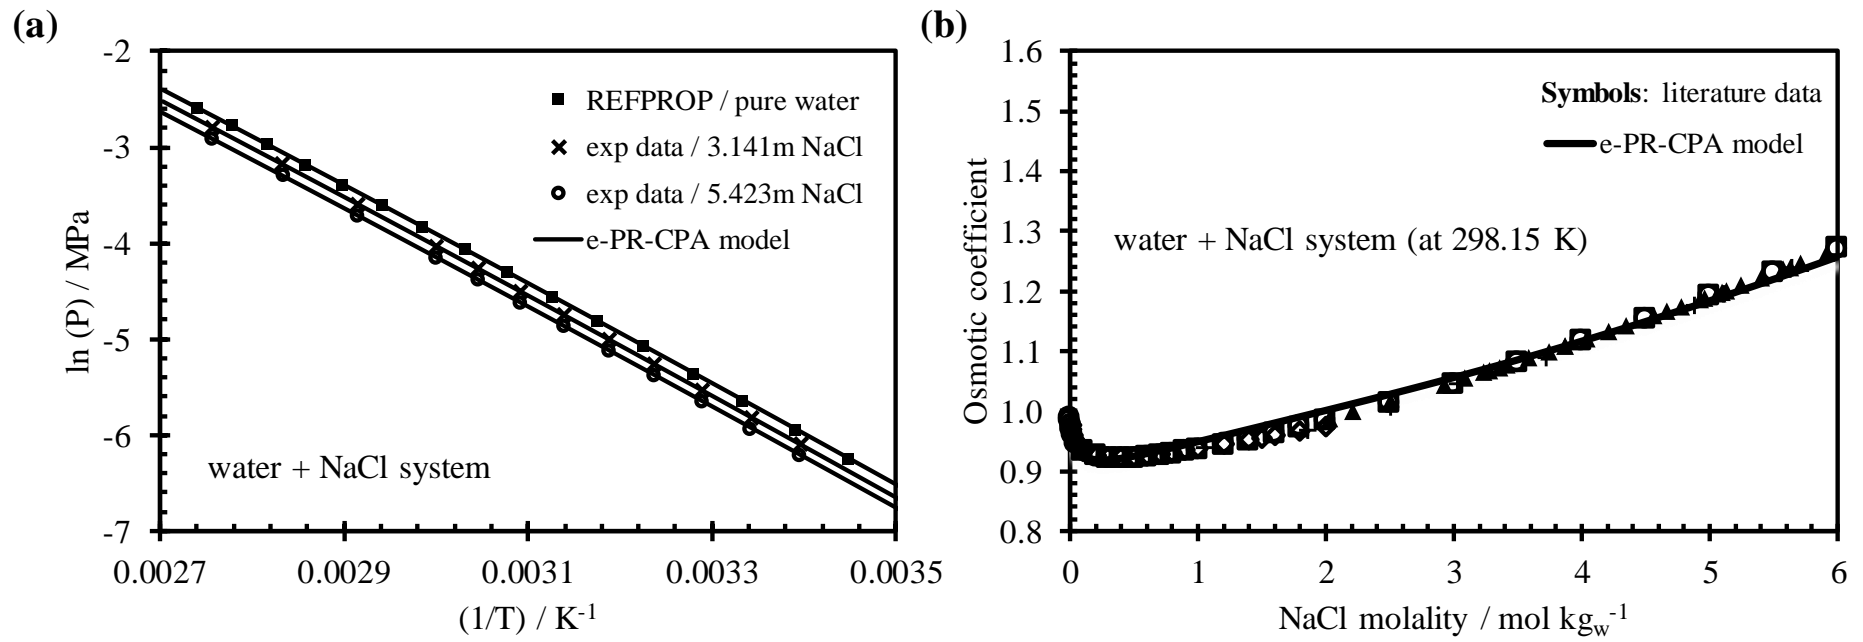 (a)
-2
-3
-4
-5
-6
-7
ln (P) / MPa
REFPROP / pure water
exp data / 3.141m NaCl
exp data / 5.423m NaCl
e-PR-CPA model
water + NaCl system
0.0027 0.0029 0.0031 0.0033 0.0035
(1/T) / K-1
(b)
1.6
1.5
1.4
1.3
1.2
1.1
1.0
0.9
0.8
Osmotic coefficient
Symbols: literature data
e-PR-CPA model
water + NaCl system (at 298.15 K)
0 1 2 3 4 5 6
NaCl molality / mol kgw-1